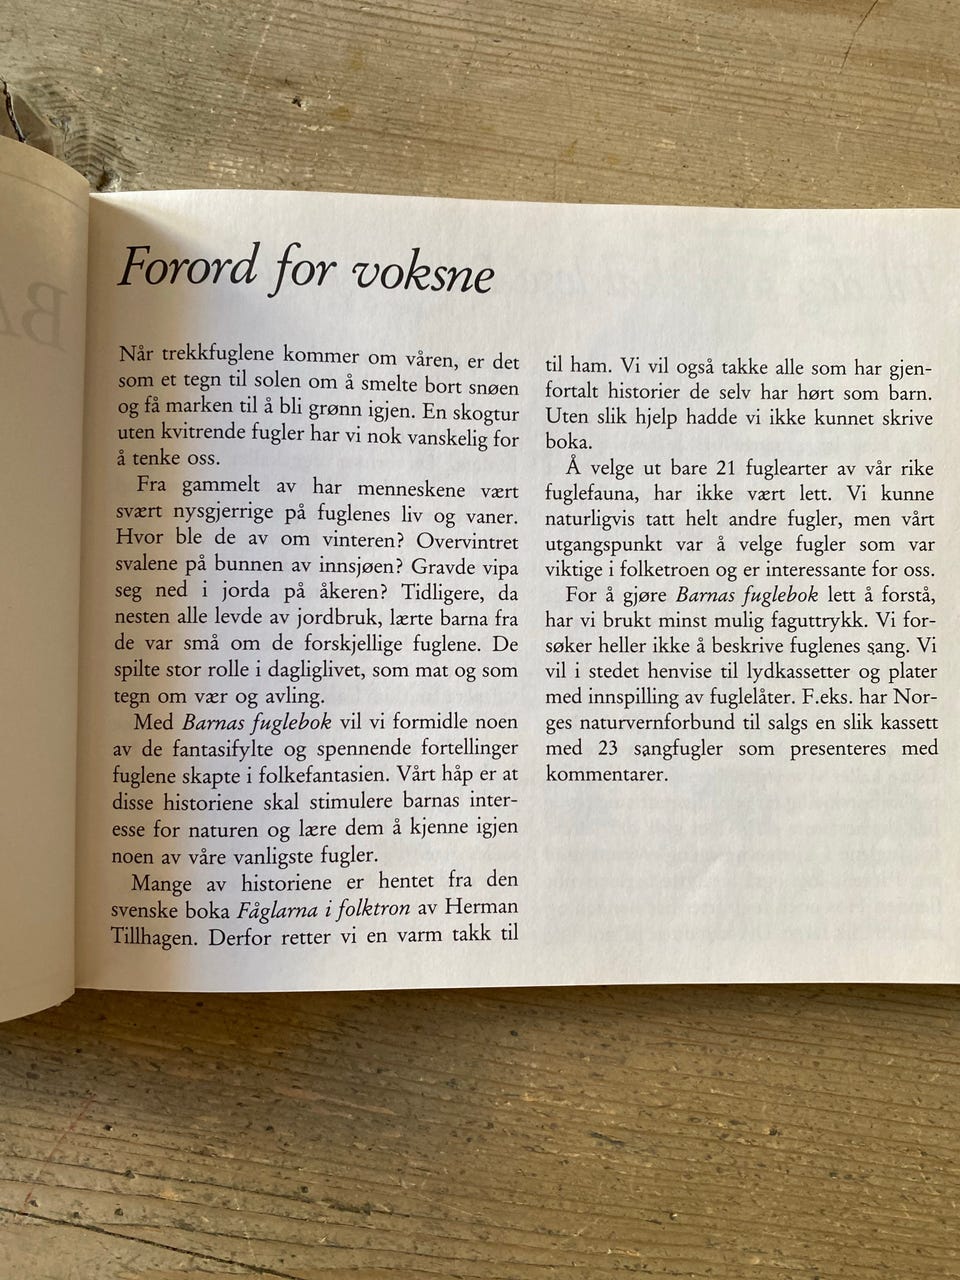 Forord for voksne
Når trekkfuglene kommer om våren, er det
som et tegn til solen om å smelte bort snøen
og få marken til å bli grønn igjen. En skogtur
uten kvitrende fugler har vi nok vanskelig for
å tenke oss.
Fra gammelt av har menneskene vært
svært nysgjerrige på fuglenes liv og vaner.
Hvor ble de av om vinteren? Overvintret
svalene på bunnen av innsjøen? Gravde vipa
seg ned i jorda på åkeren? Tidligere, da
nesten alle levde av jordbruk, lærte barna fra
de var små om de forskjellige fuglene. De
spilte stor rolle i dagliglivet, som mat og som
tegn om vær og avling.
Med Barnas fuglebok vil vi formidle noen
av de fantasifylte og spennende fortellinger
fuglene skapte i folkefantasien. Vårt håp er at
disse historiene skal stimulere barnas inter-
esse for naturen og lære dem å kjenne igjen
noen av våre vanligste fugler.
Mange av historiene er hentet fra den
svenske boka Fåglarna i folktron av Herman
Tillhagen. Derfor retter vi en varm takk til
til ham. Vi vil også takke alle som har gjen-
fortalt historier de selv har hørt som barn.
Uten slik hjelp hadde vi ikke kunnet skrive
boka.
Å velge ut bare 21 fuglearter av vår rike
fuglefauna, har ikke vært lett. Vi kunne
naturligvis tatt helt andre fugler, men vårt
utgangspunkt var å velge fugler som var
viktige i folketroen og er interessante for oss.
For å gjøre Barnas fuglebok lett å forstå,
har vi brukt minst mulig faguttrykk. Vi for-
søker heller ikke å beskrive fuglenes sang. Vi
vil i stedet henvise til lydkassetter og plater
med innspilling av fuglelåter. F.eks. har Nor-
ges naturvernforbund til salgs en slik kassett
med 23 sangfugler som presenteres med
kommentarer.